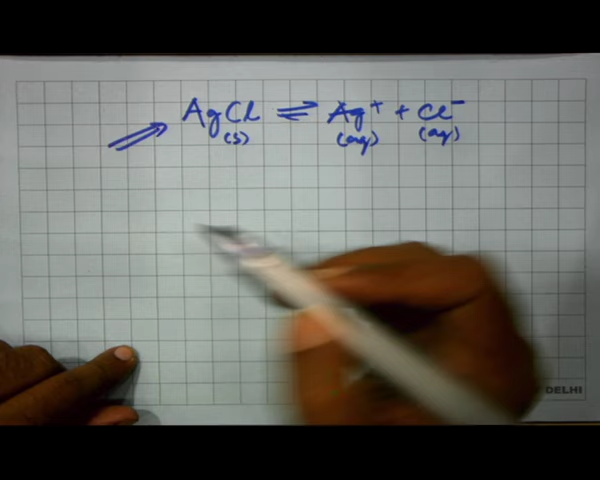 AgCl ⇌ Ag⁺ + Cl⁻
(s) (aq) (aq)
DELHI